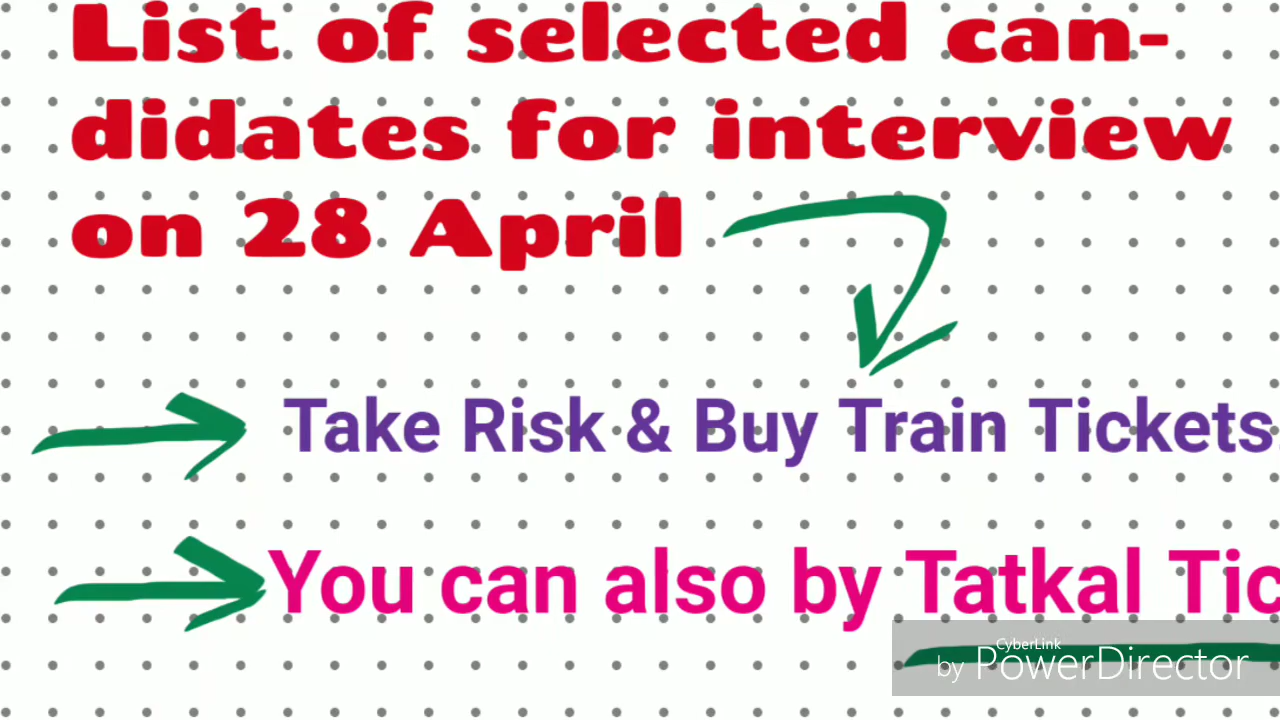 List of selected can-
didates for interview
on 28 April
Take Risk & Buy Train Tickets.
You can also by Tatkal Tic
CyberLink
by PowerDirector